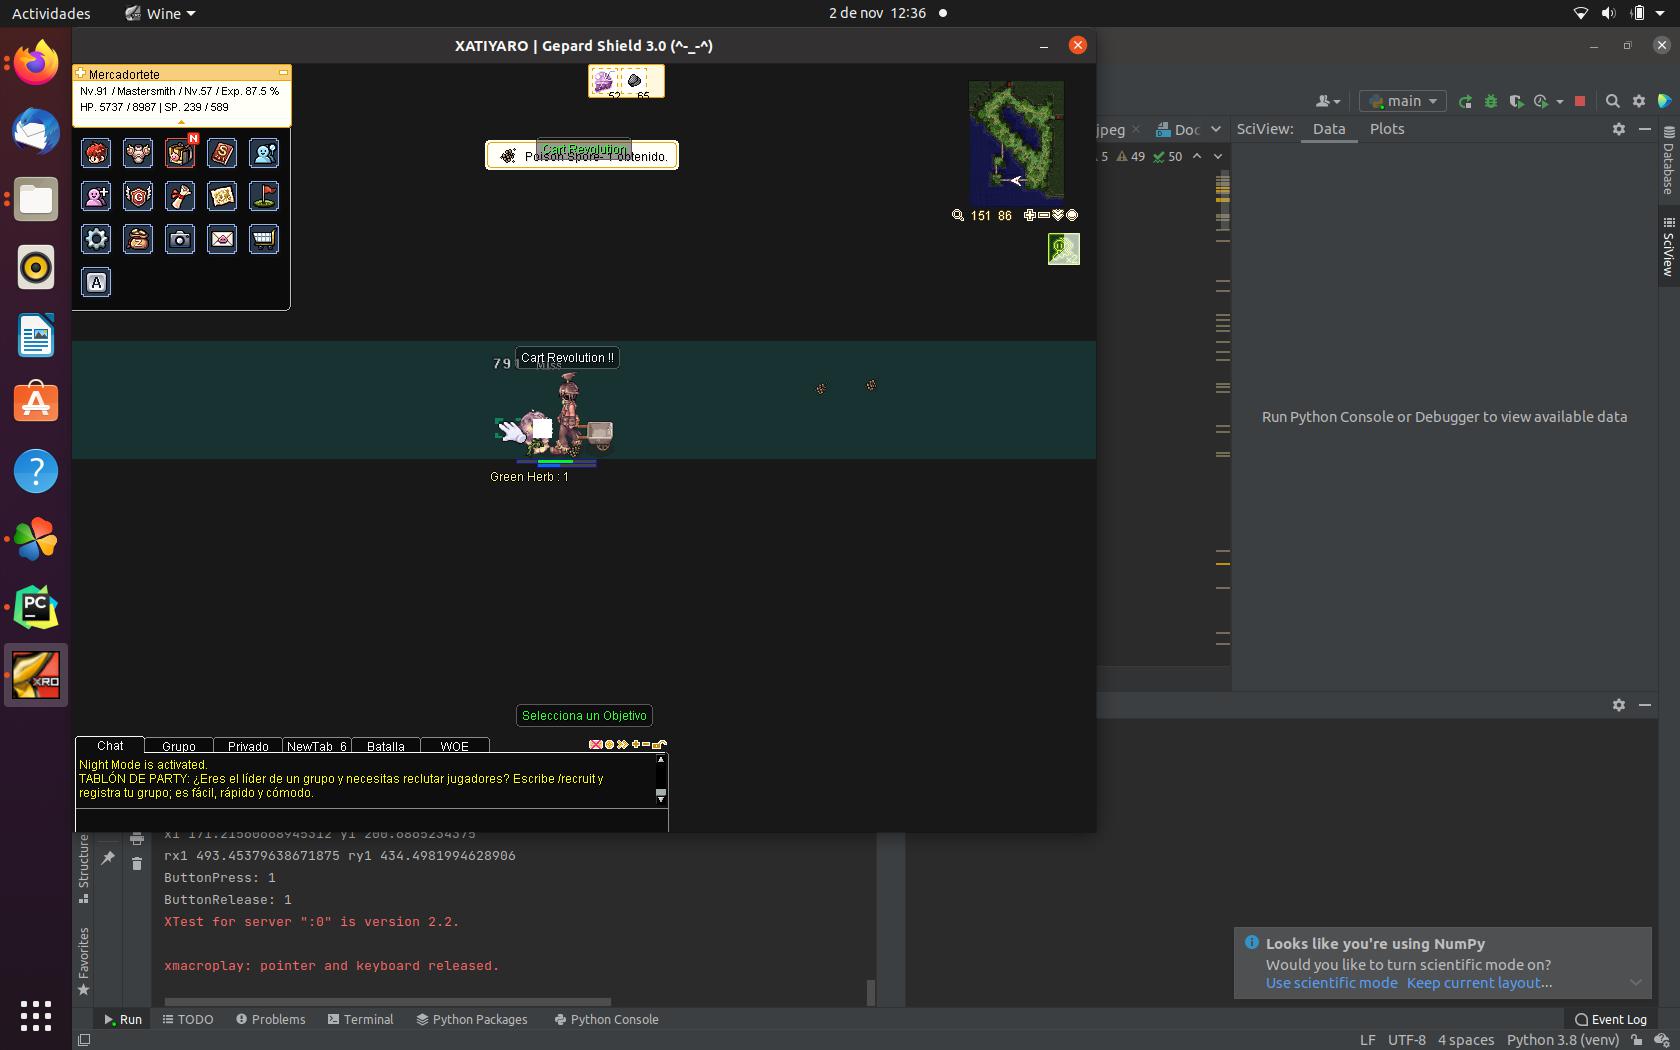 Actividades
Wine
2 de nov 12:36
XATIYARO | Gepard Shield 3.0 (^-_-^)
Mercadortete
Nv.91 / Mastersmith / Nv.57 / Exp. 87.5 %
HP. 5737 / 8987 | SP. 239 / 589
N
S
G
Z
A
52
65
Cart Revolution
Poison Spore- 1 obtenido.
151 86
Cart Revolution !!
79
Miss
Green Herb : 1
Selecciona un Objetivo
Chat
Grupo
Privado
NewTab_6
Batalla
WOE
Night Mode is activated.
TABLÓN DE PARTY: ¿Eres el líder de un grupo y necesitas reclutar jugadores? Escribe /recruit y
registra tu grupo; es fácil, rápido y cómodo.
main
jpeg
Doc
SciView:
Data
Plots
5
49
50
Database
SciView
Run Python Console or Debugger to view available data
PC
XRO
Structure
Favorites
x1 171.21560668945312 y1 200.6865234375
rx1 493.45379638671875 ry1 434.4981994628906
ButtonPress: 1
ButtonRelease: 1
XTest for server ":0" is version 2.2.
xmacroplay: pointer and keyboard released.
Looks like you're using NumPy
Would you like to turn scientific mode on?
Use scientific mode Keep current layout...
Run
TODO
Problems
Terminal
Python Packages
Python Console
Event Log
LF
UTF-8
4 spaces
Python 3.8 (venv)